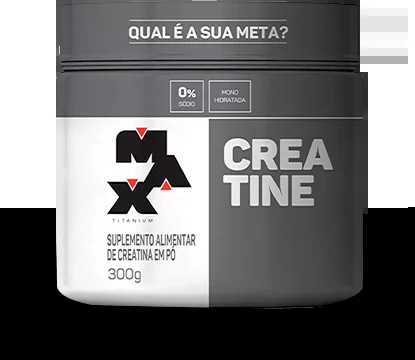 QUAL É A SUA META?
0%
SÓDIO
MONO
HIDRATADA
MAX
TITANIUM
CREA
TINE
SUPLEMENTO ALIMENTAR
DE CREATINA EM PÓ
300g